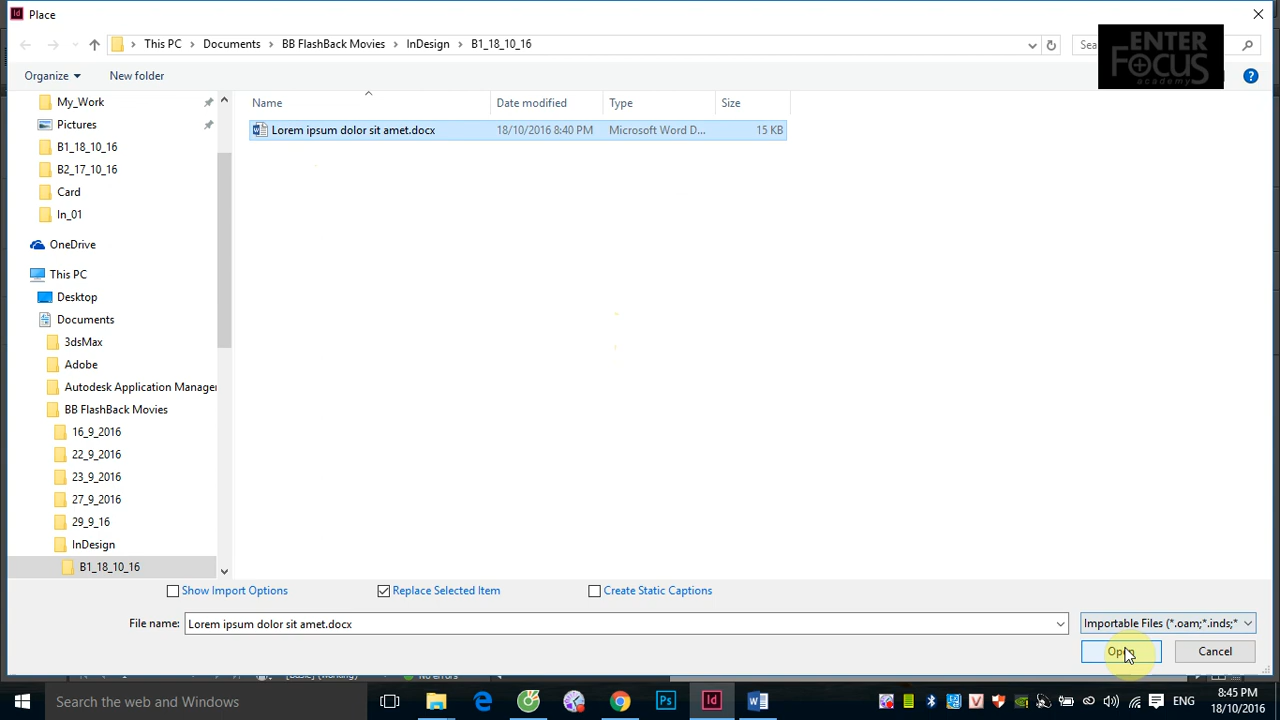 Id Place
This PC Documents BB FlashBack Movies InDesign B1_18_10_16
Sea
ENTER
FOCUS
academy
Organize New folder
?
My_Work
Pictures
B1_18_10_16
B2_17_10_16
Card
In_01
OneDrive
This PC
Desktop
Documents
3dsMax
Adobe
Autodesk Application Manager
BB FlashBack Movies
16_9_2016
22_9_2016
23_9_2016
27_9_2016
29_9_16
InDesign
B1_18_10_16
Name Date modified Type Size
Lorem ipsum dolor sit amet.docx 18/10/2016 8:40 PM Microsoft Word D... 15 KB
Show Import Options Replace Selected Item Create Static Captions
File name: Lorem ipsum dolor sit amet.docx Importable Files (*.oam;*.inds;*
Open Cancel
Search the web and Windows
Ps Id
ENG
8:45 PM
18/10/2016